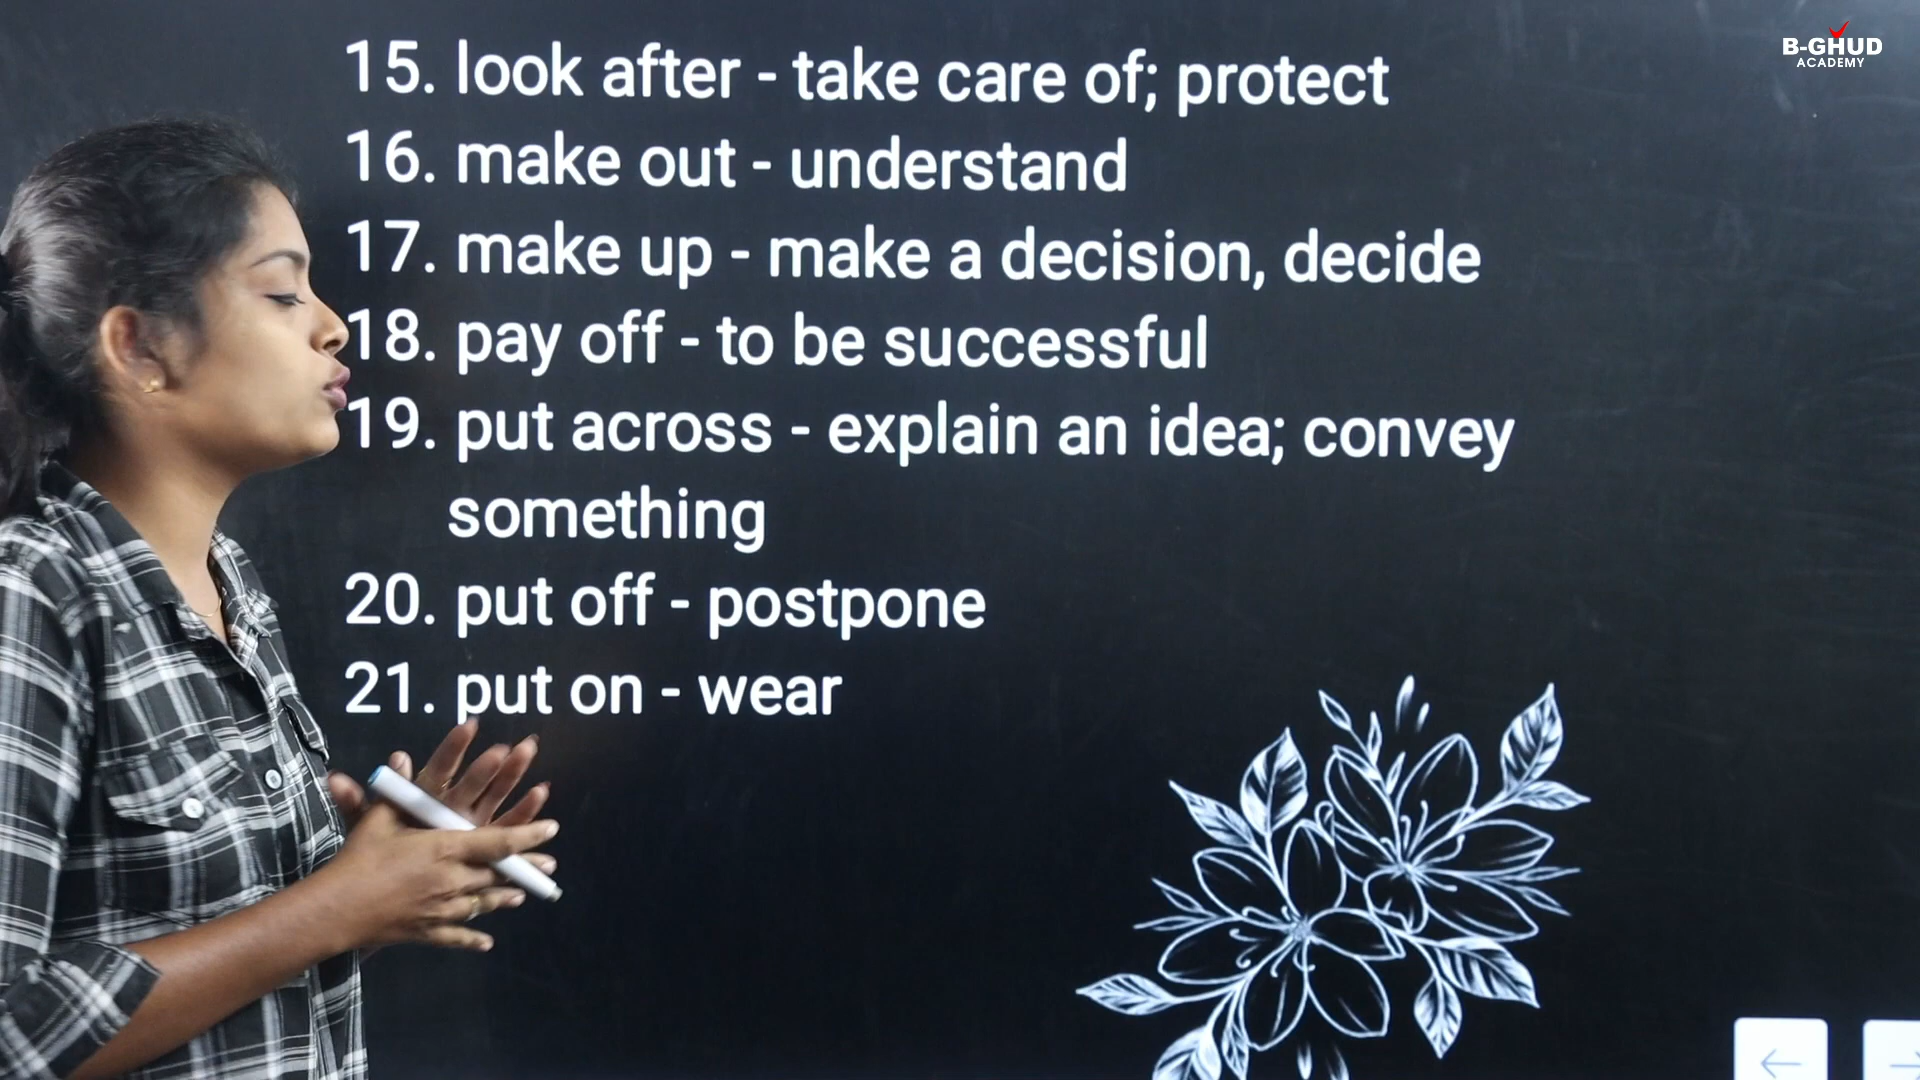 B-GHUD
ACADEMY
15. look after - take care of; protect
16. make out - understand
17. make up - make a decision, decide
18. pay off - to be successful
19. put across - explain an idea; convey
something
20. put off - postpone
21. put on - wear